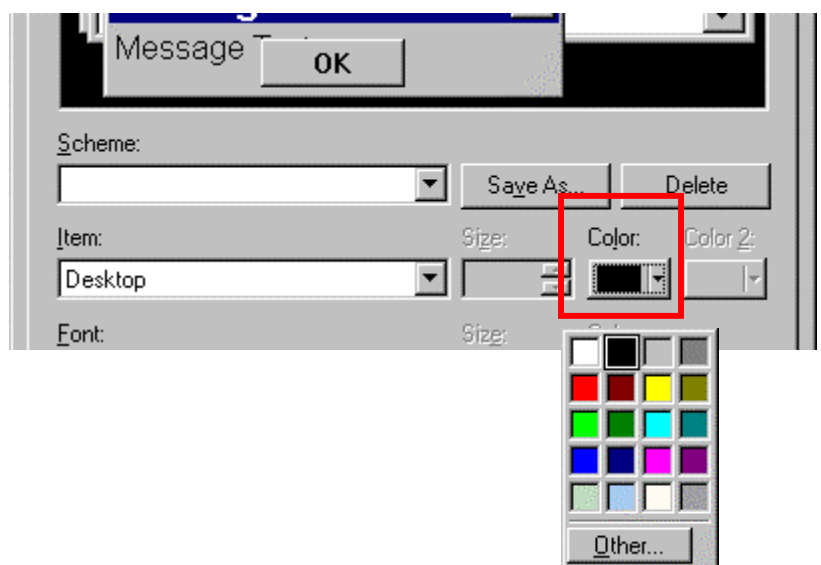 Message
OK
Scheme:
Save As... Delete
Item: Size: Color: Color 2:
Desktop
Font: Size:
Other...